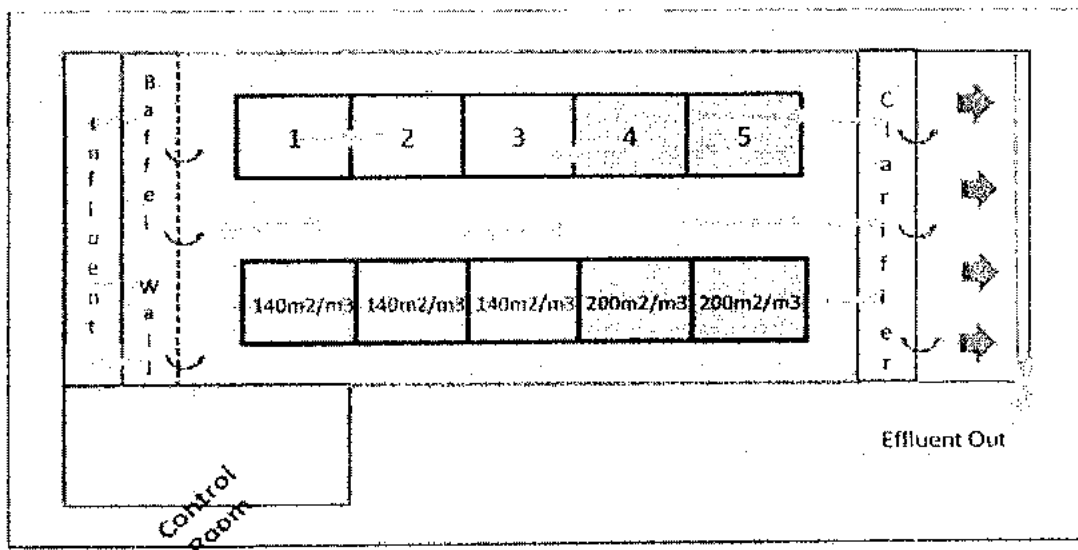 Influent
Baffel Wall
1 2 3 4 5
140m2/m3 140m2/m3 140m2/m3 200m2/m3 200m2/m3
Clarifier
Effluent Out
Control
Room